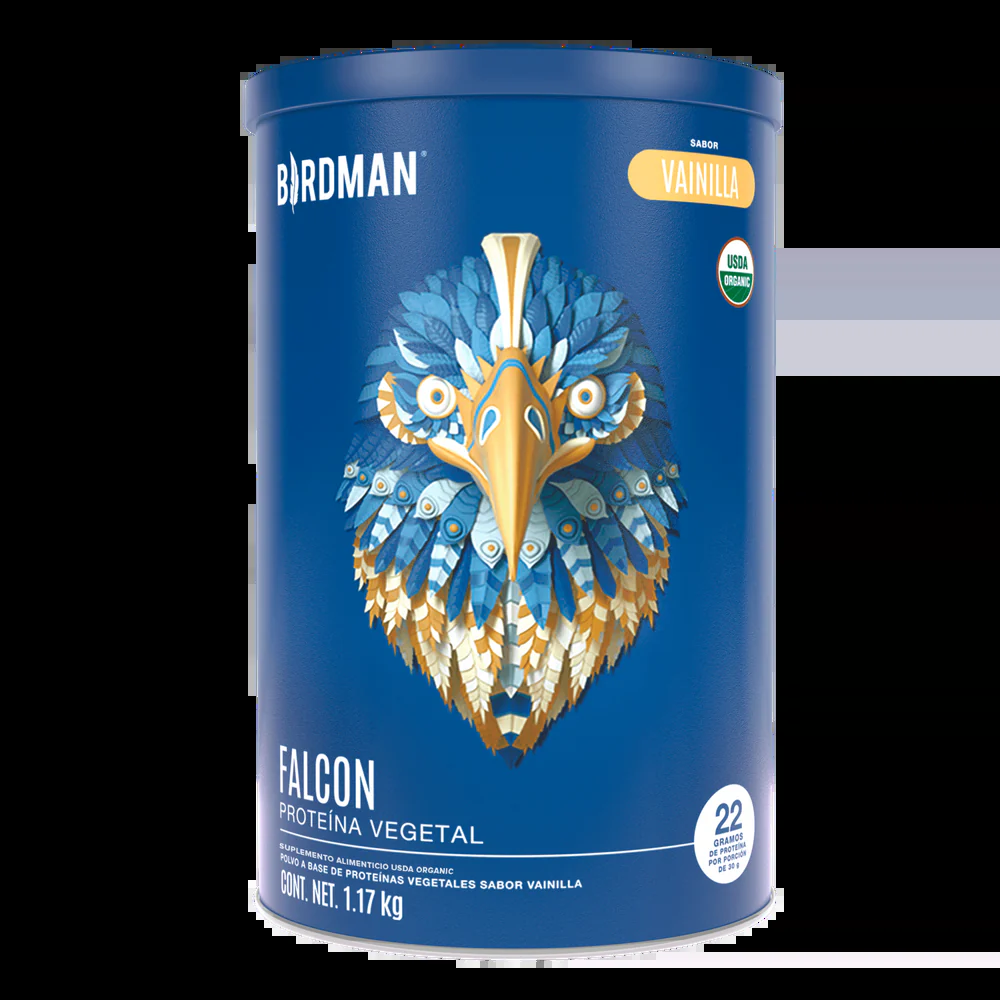 BIRDMAN®
SABOR
VAINILLA
USDA
ORGANIC
FALCON
PROTEÍNA VEGETAL
SUPLEMENTO ALIMENTICIO USDA ORGANIC
POLVO A BASE DE PROTEÍNAS VEGETALES SABOR VAINILLA
CONT. NET. 1.17 kg
22
GRAMOS
DE PROTEÍNA
POR PORCIÓN
DE 30 g